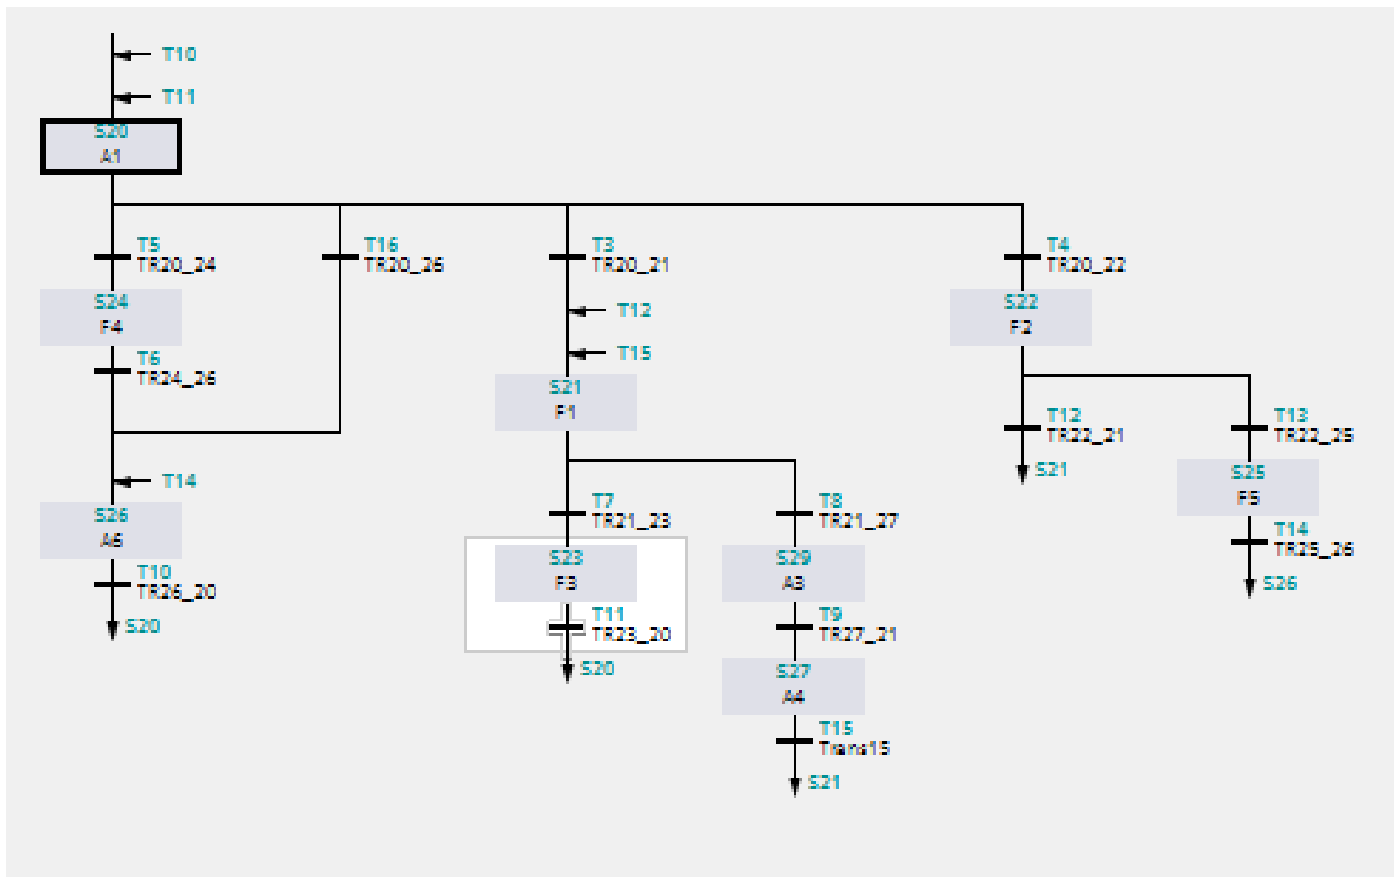 T10
T11
S20
A1
T5
TR20_24
T16
TR20_26
T3
TR20_21
T4
TR20_22
S24
F4
T12
S22
F2
T15
T6
TR24_26
S21
F1
T12
TR22_21
T13
TR22_25
T14
S21
S25
F5
S26
A6
T7
TR21_23
T8
TR21_27
T14
TR25_26
S23
F3
S29
A3
T10
TR26_20
S26
S20
T11
TR23_20
T9
TR27_21
S20
S27
A4
T15
Trans15
S21